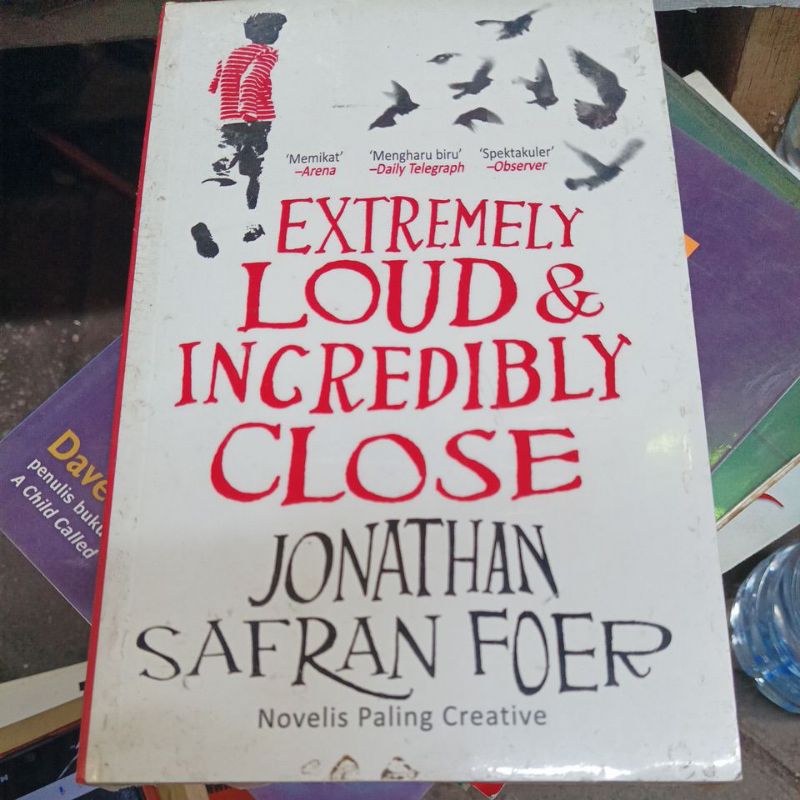 'Memikat'
–Arena
'Mengharu biru'
–Daily Telegraph
'Spektakuler'
–Observer
EXTREMELY
LOUD &
INCREDIBLY
CLOSE
JONATHAN
SAFRAN FOER
Novelis Paling Creative
Dave
penulis buku
A Child Called